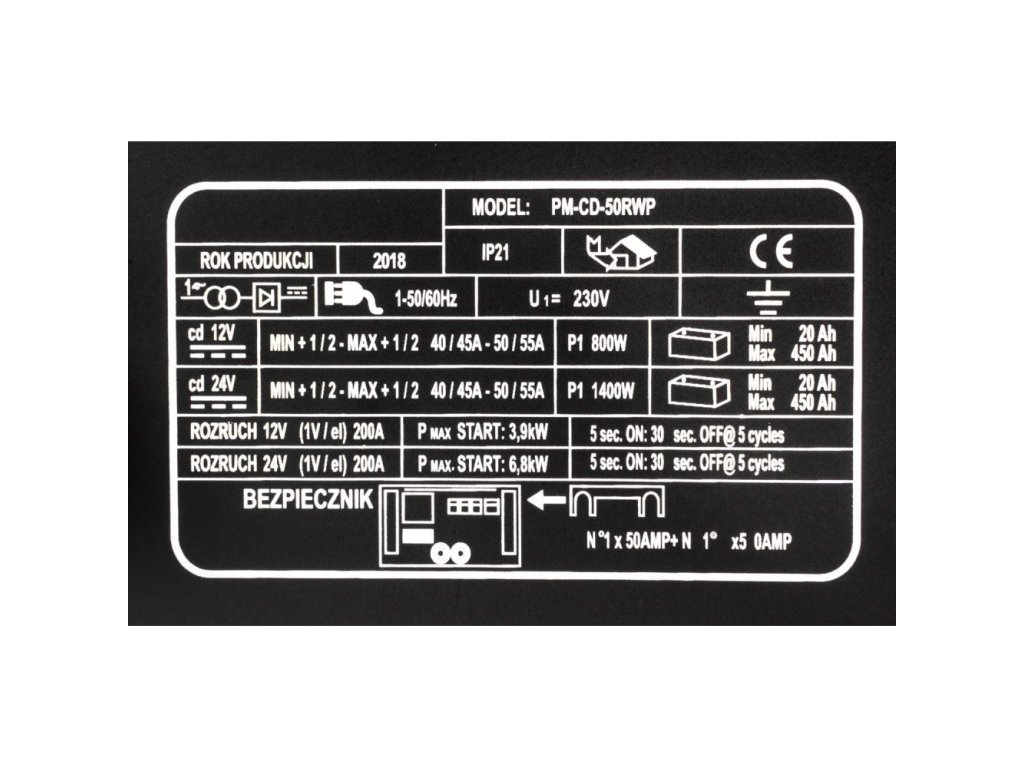 MODEL: PM-CD-50RWP
ROK PRODUKCJI 2018 IP21 CE
1~ 1-50/60Hz U1= 230V
cd 12V MIN + 1 / 2 - MAX + 1 / 2 40 / 45A - 50 / 55A P1 800W Min 20 Ah
Max 450 Ah
cd 24V MIN + 1 / 2 - MAX + 1 / 2 40 / 45A - 50 / 55A P1 1400W Min 20 Ah
Max 450 Ah
ROZRUCH 12V (1V / el) 200A P MAX START: 3,9kW 5 sec. ON: 30 sec. OFF@ 5 cycles
ROZRUCH 24V (1V / el) 200A P MAX. START: 6,8kW 5 sec. ON: 30 sec. OFF@ 5 cycles
BEZPIECZNIK
N°1 x 50AMP+ N 1° x5 0AMP